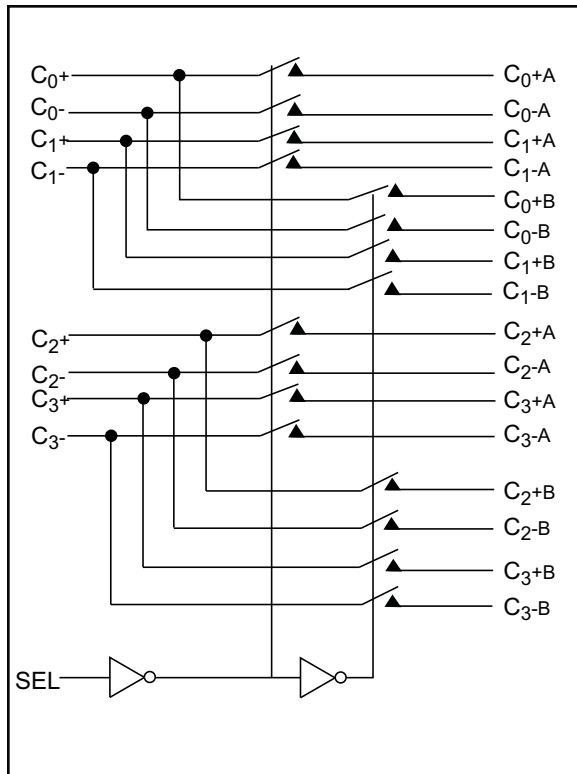 C0+
C0+A
C0-
C0-A
C1+
C1+A
C1-
C1-A
C0+B
C0-B
C1+B
C1-B
C2+
C2+A
C2-
C2-A
C3+
C3+A
C3-
C3-A
C2+B
C2-B
C3+B
C3-B
SEL